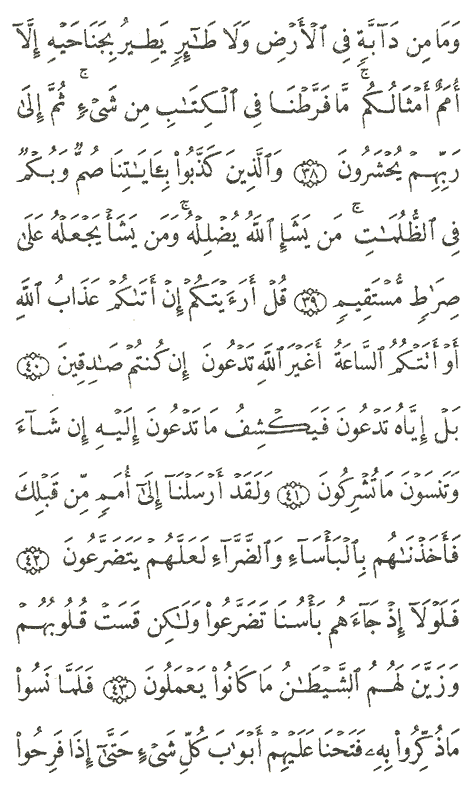 وَمَا مِن دَآبَّةٍ فِى ٱلْأَرْضِ وَلَا طَـٰٓئِرٍ يَطِيرُ بِجَنَاحَيْهِ إِلَّآ
أُمَمٌ أَمْثَالُكُم ۚ مَّا فَرَّطْنَا فِى ٱلْكِتَـٰبِ مِن شَىْءٍ ۚ ثُمَّ إِلَىٰ
رَبِّهِمْ يُحْشَرُونَ ٣٨ وَٱلَّذِينَ كَذَّبُوا۟ بِـَٔايَـٰتِنَا صُمٌّ وَبُكْمٌ
فِى ٱلظُّلُمَـٰتِ ۗ مَن يَشَإِ ٱللَّهُ يُضْلِلْهُ ۚ وَمَن يَشَأْ يَجْعَلْهُ عَلَىٰ
صِرَٰطٍ مُّسْتَقِيمٍ ٣٩ قُلْ أَرَءَيْتَكُمْ إِنْ أَتَىٰكُمْ عَذَابُ ٱللَّهِ
أَوْ أَتَتْكُمُ ٱلسَّاعَةُ أَغَيْرَ ٱللَّهِ تَدْعُونَ إِن كُنتُمْ صَـٰدِقِينَ ٤٠
بَلْ إِيَّاهُ تَدْعُونَ فَيَكْشِفُ مَا تَدْعُونَ إِلَيْهِ إِن شَآءَ
وَتَنسَوْنَ مَا تُشْرِكُونَ ٤١ وَلَقَدْ أَرْسَلْنَآ إِلَىٰٓ أُمَمٍ مِّن قَبْلِكَ
فَأَخَذْنَـٰهُم بِٱلْبَأْسَآءِ وَٱلضَّرَّآءِ لَعَلَّهُمْ يَتَضَرَّعُونَ ٤٢
فَلَوْلَآ إِذْ جَآءَهُم بَأْسُنَا تَضَرَّعُوا۟ وَلَـٰكِن قَسَتْ قُلُوبُهُمْ
وَزَيَّنَ لَهُمُ ٱلشَّيْطَـٰنُ مَا كَانُوا۟ يَعْمَلُونَ ٤٣ فَلَمَّا نَسُوا۟
مَا ذُكِّرُوا۟ بِهِۦ فَتَحْنَا عَلَيْهِمْ أَبْوَٰبَ كُلِّ شَىْءٍ حَتَّىٰٓ إِذَا فَرِحُوا۟